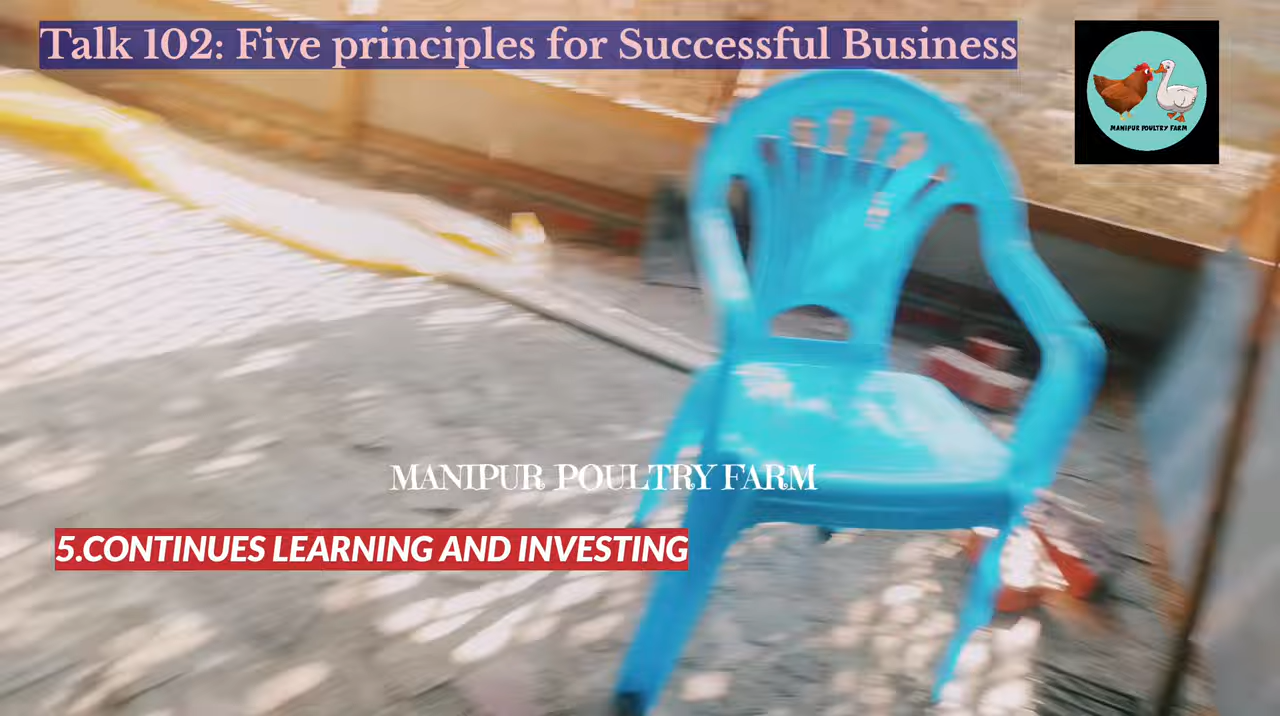 Talk 102: Five principles for Successful Business
MANIPUR POULTRY FARM
MANIPUR POULTRY FARM
5.CONTINUES LEARNING AND INVESTING